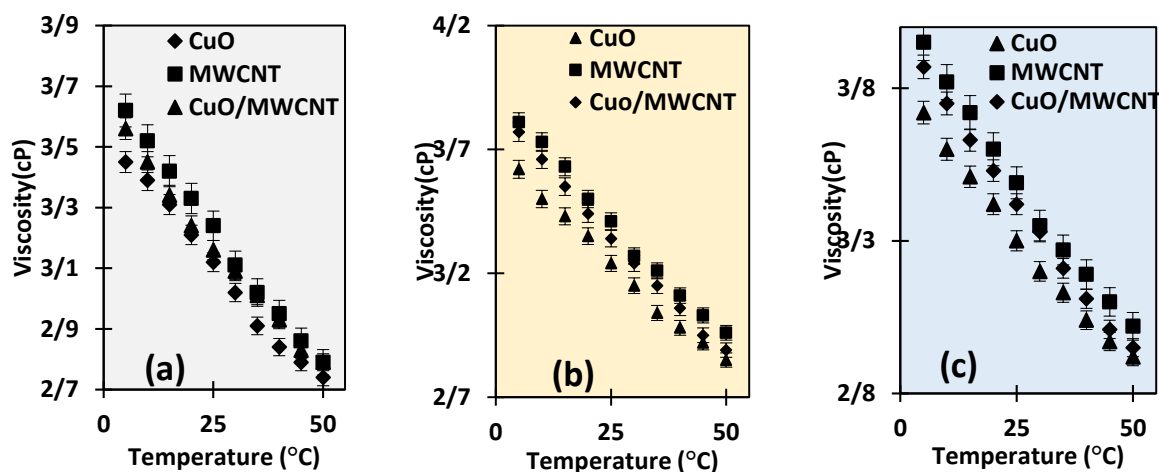 3/9
3/7
3/5
3/3
3/1
2/9
2/7
Viscosity(cP)
CuO
MWCNT
CuO/MWCNT
(a)
0
25
50
Temperature (°C)
4/2
3/7
3/2
2/7
Viscosity(cP)
CuO
MWCNT
Cuo/MWCNT
(b)
0
25
50
Temperature (°C)
3/8
3/3
2/8
Viscosity(cP)
CuO
MWCNT
CuO/MWCNT
(c)
0
25
50
Temperature (°C)